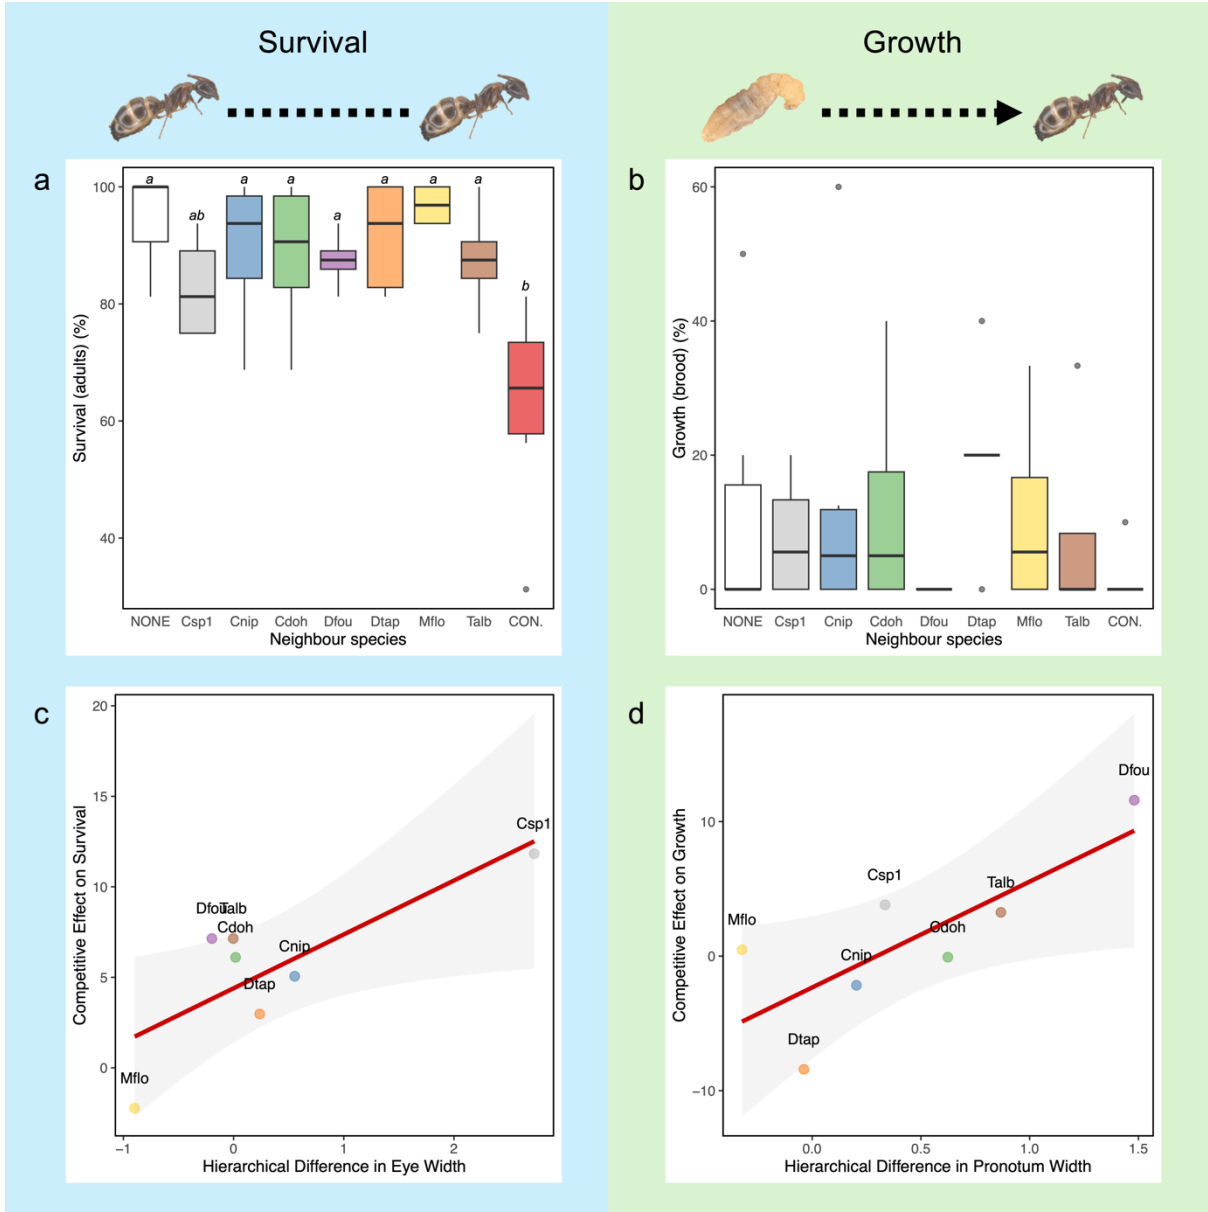 Survival
Growth
a
100
80
60
40
a
ab
a
a
a
a
a
a
b
Survival (adults) (%)
NONE Csp1 Cnip Cdoh Dfou Dtap Mflo Talb CON.
Neighbour species
b
60
40
20
0
Growth (brood) (%)
NONE Csp1 Cnip Cdoh Dfou Dtap Mflo Talb CON.
Neighbour species
c
20
15
10
5
0
Competitive Effect on Survival
Csp1
Dfou
Talb
Cdoh
Cnip
Dtap
Mflo
−1 0 1 2
Hierarchical Difference in Eye Width
d
10
0
−10
Competitive Effect on Growth
Dfou
Csp1
Talb
Mflo
Cdoh
Cnip
Dtap
0.0 0.5 1.0 1.5
Hierarchical Difference in Pronotum Width